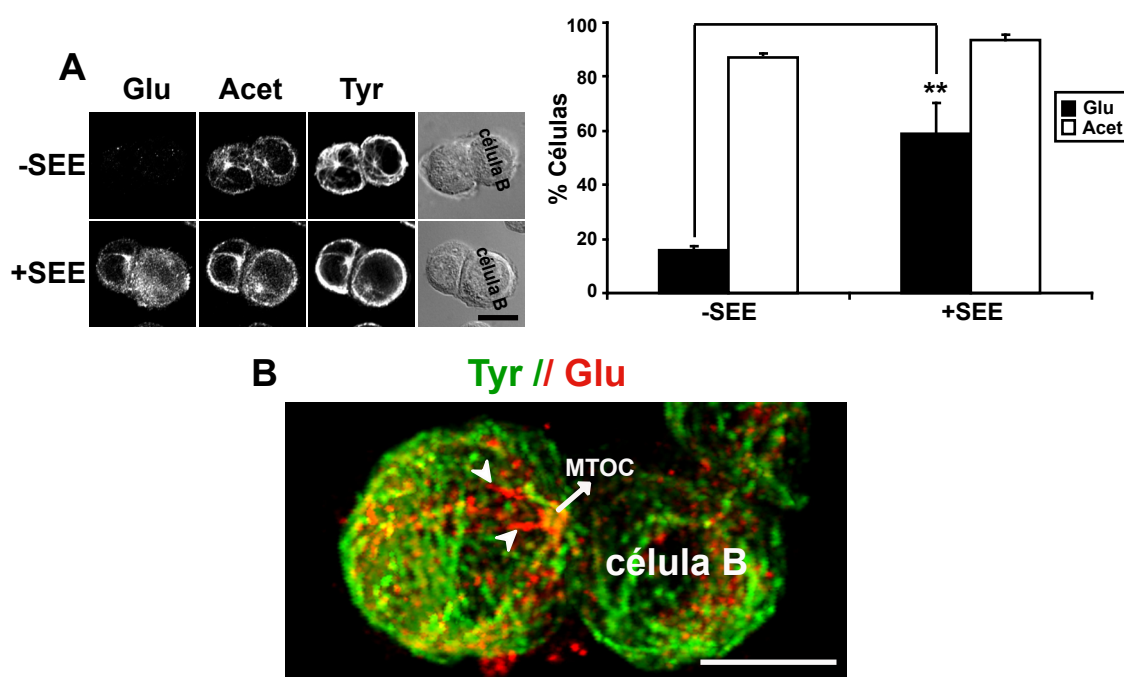 A
Glu Acet Tyr
-SEE
célula B
+SEE
célula B
100
80
60
40
20
0
% Células
**
-SEE +SEE
Glu
Acet
B
Tyr // Glu
MTOC
célula B